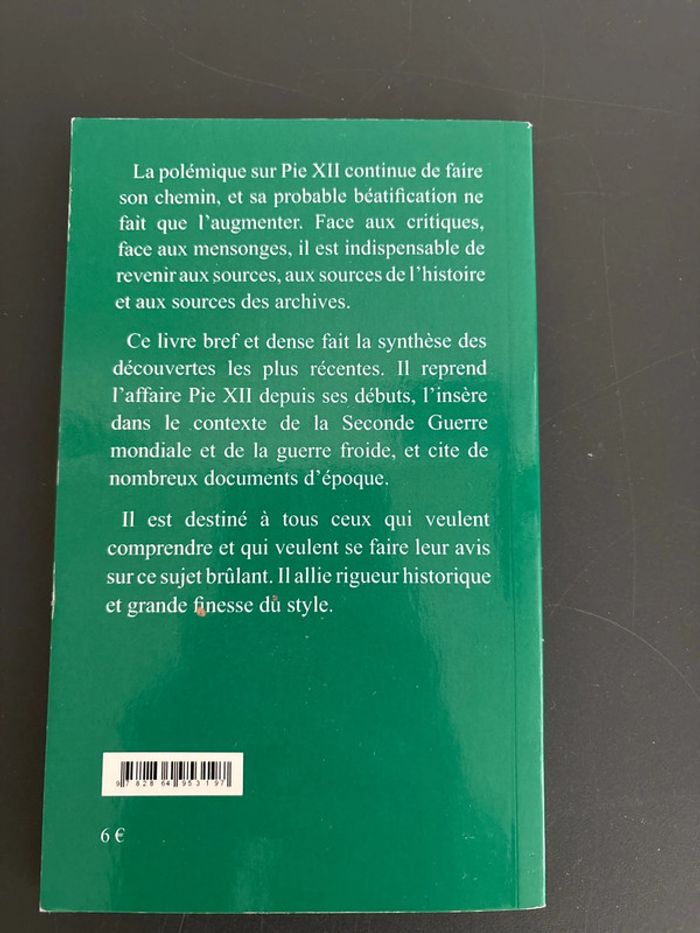 La polémique sur Pie XII continue de faire
son chemin, et sa probable béatification ne
fait que l’augmenter. Face aux critiques,
face aux mensonges, il est indispensable de
revenir aux sources, aux sources de l’histoire
et aux sources des archives.
Ce livre bref et dense fait la synthèse des
découvertes les plus récentes. Il reprend
l’affaire Pie XII depuis ses débuts, l’insère
dans le contexte de la Seconde Guerre
mondiale et de la guerre froide, et cite de
nombreux documents d’époque.
Il est destiné à tous ceux qui veulent
comprendre et qui veulent se faire leur avis
sur ce sujet brûlant. Il allie rigueur historique
et grande finesse du style.
9 782864 953197
6 €